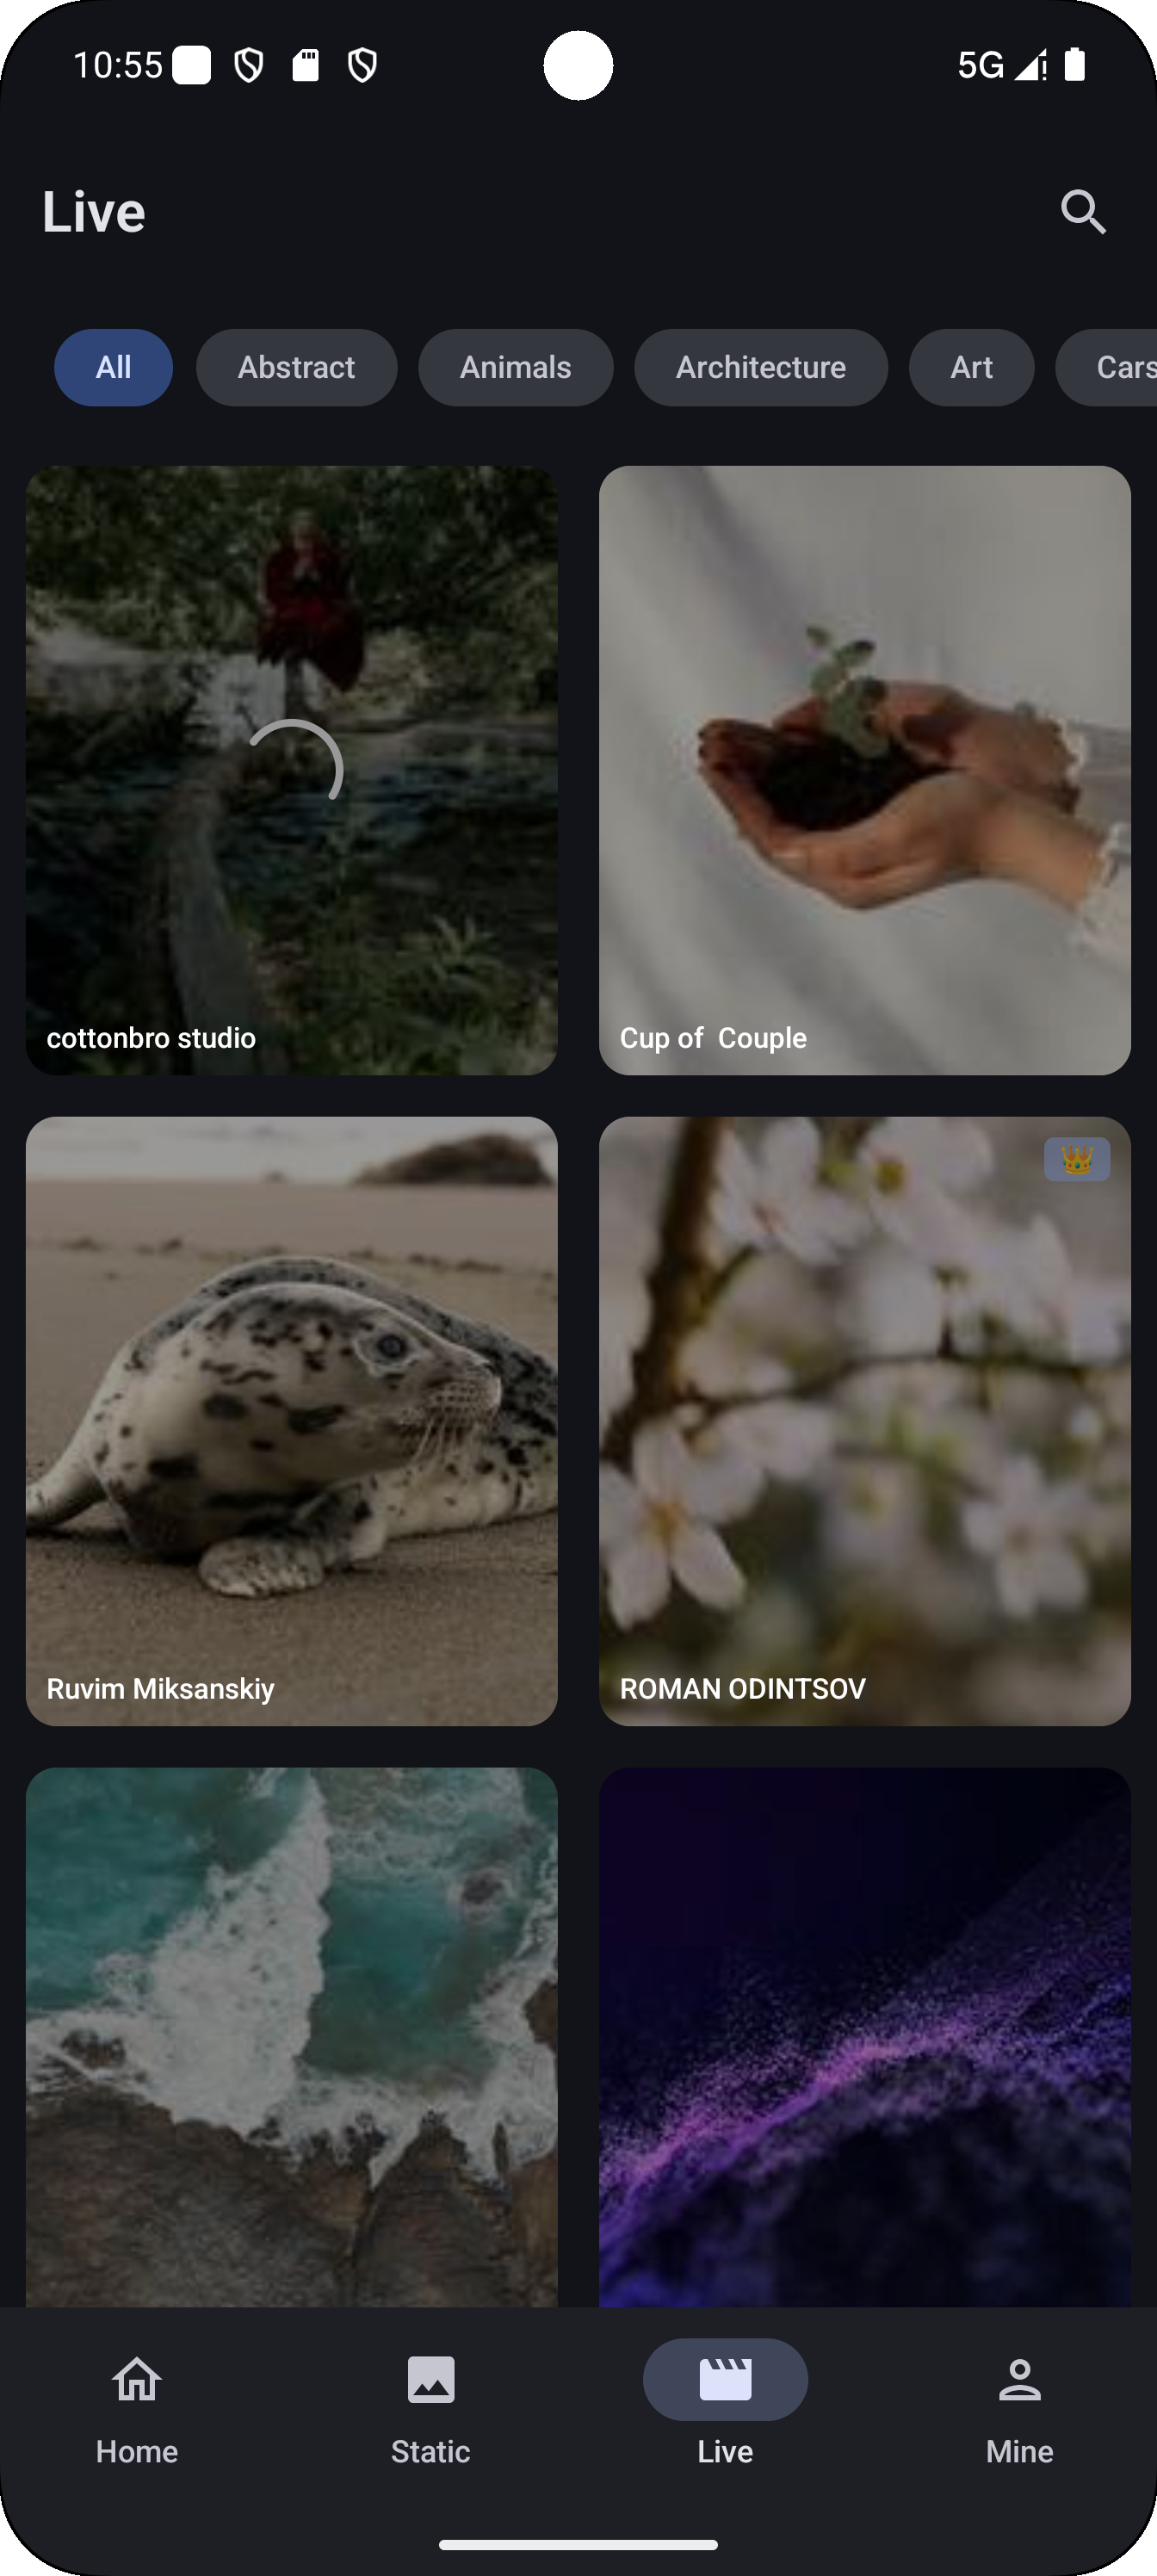 10:55
5G
Live
All Abstract Animals Architecture Art Cars
cottonbro studio
Cup of  Couple
Ruvim Miksanskiy
ROMAN ODINTSOV
Home Static Live Mine